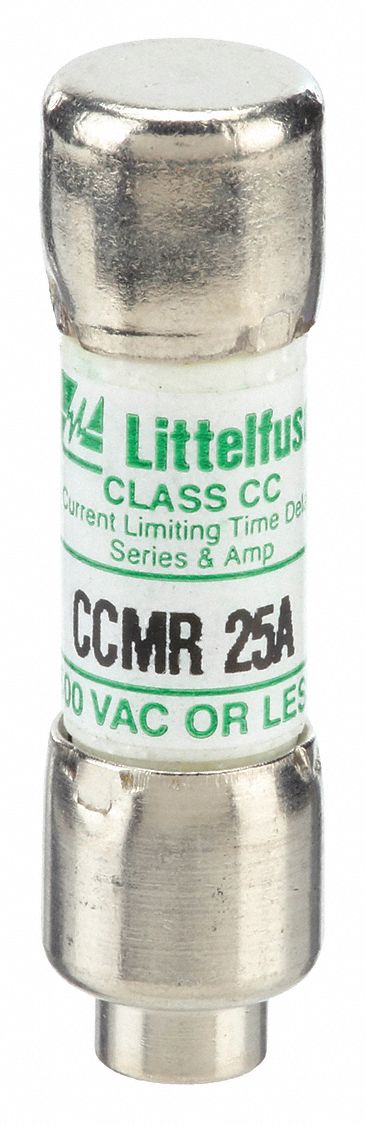 Littelfus
CLASS CC
Current Limiting Time Dela
Series & Amp
CCMR 25A
00 VAC OR LES